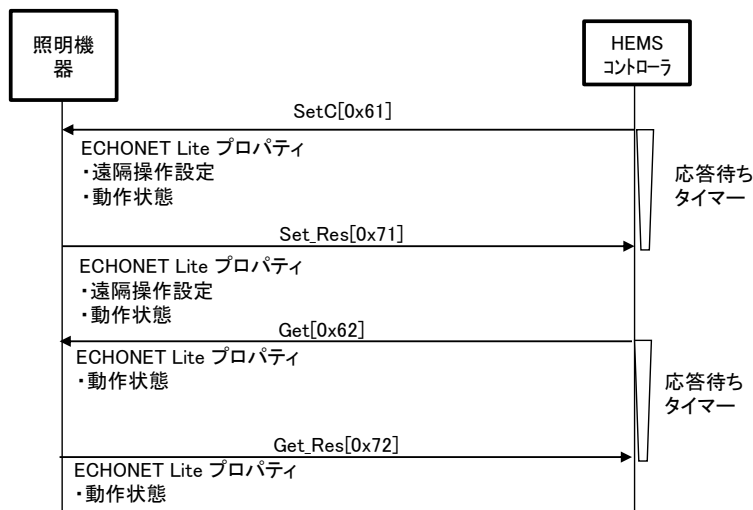 照明機
器
HEMS
コントローラ
SetC[0x61]
ECHONET Lite プロパティ
・遠隔操作設定
・動作状態
応答待ち
タイマー
Set_Res[0x71]
ECHONET Lite プロパティ
・遠隔操作設定
・動作状態
Get[0x62]
ECHONET Lite プロパティ
・動作状態
応答待ち
タイマー
Get_Res[0x72]
ECHONET Lite プロパティ
・動作状態